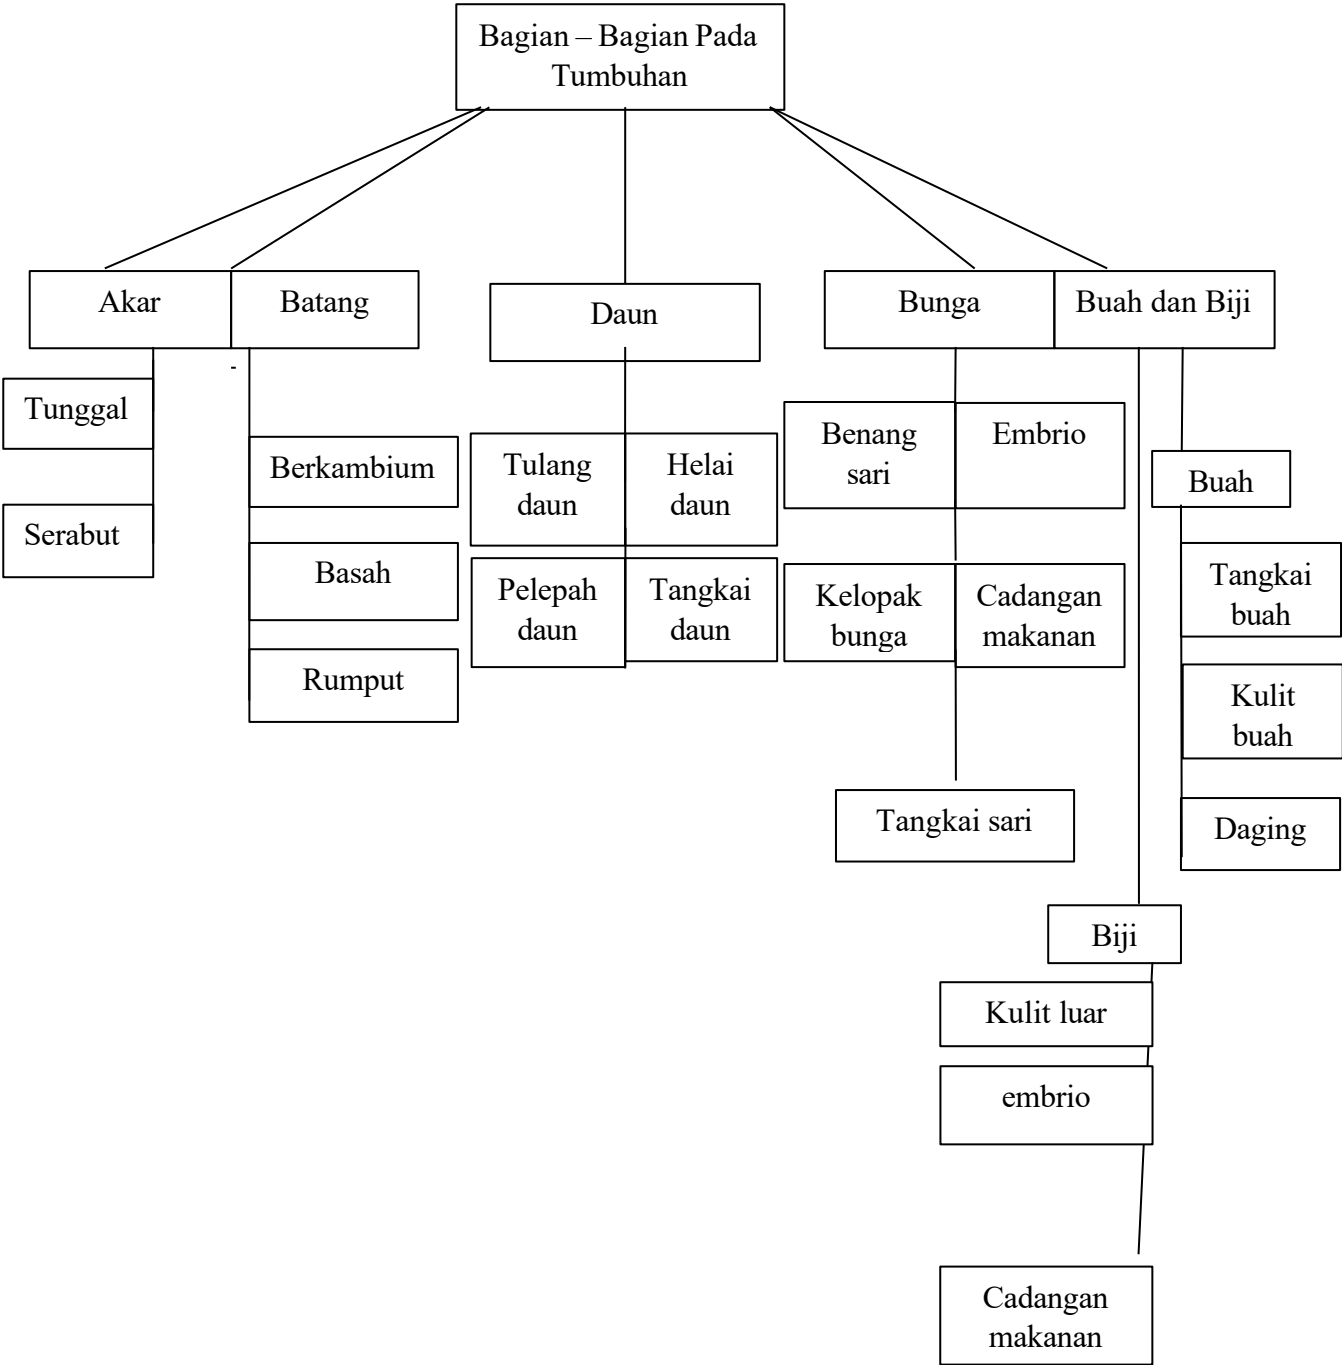 Bagian – Bagian Pada
Tumbuhan
Akar
Batang
Daun
Bunga
Buah dan Biji
-
Tunggal
Serabut
Berkambium
Basah
Rumput
Tulang
daun
Helai
daun
Pelepah
daun
Tangkai
daun
Benang
sari
Embrio
Kelopak
bunga
Cadangan
makanan
Tangkai sari
Buah
Tangkai
buah
Kulit
buah
Daging
Biji
Kulit luar
embrio
Cadangan
makanan